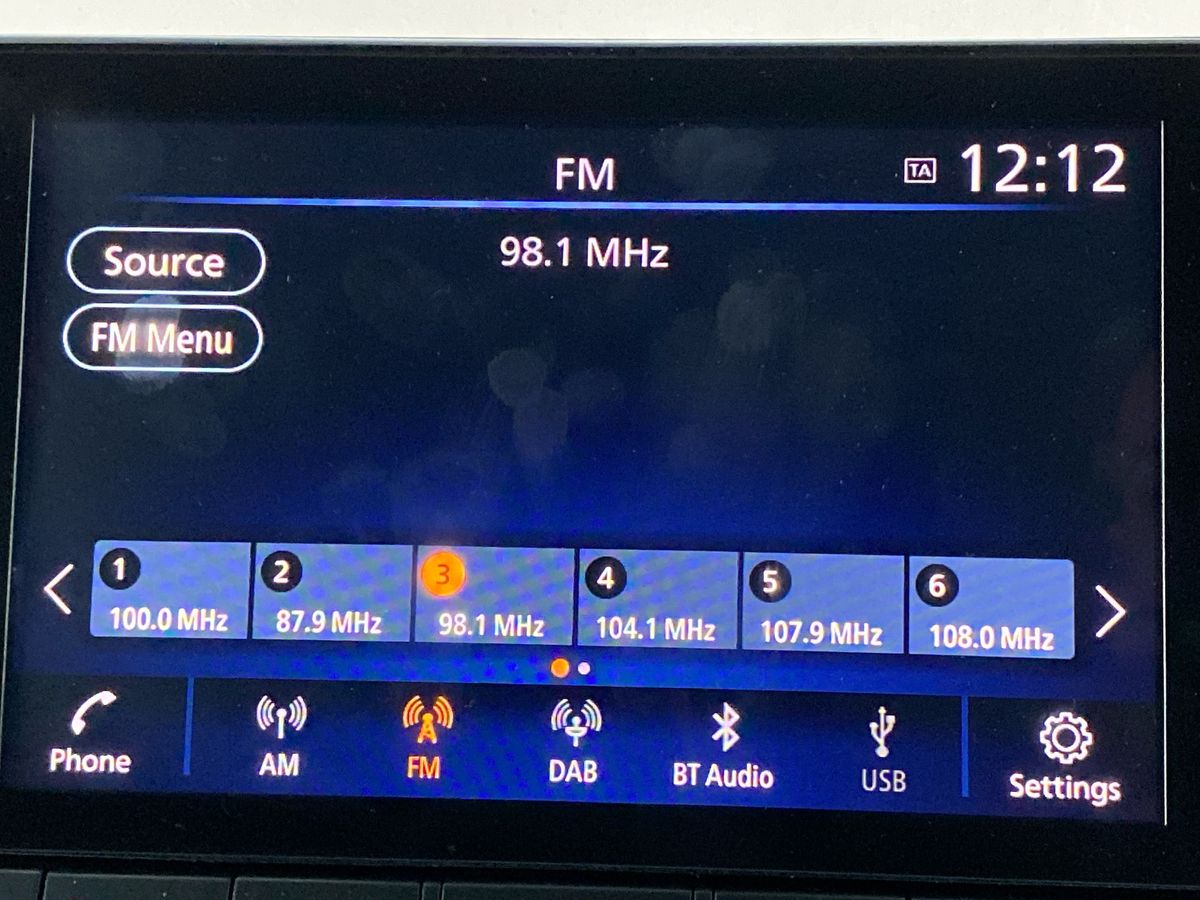 FM
TA 12:12
Source
98.1 MHz
FM Menu
1 2 3 4 5 6
100.0 MHz 87.9 MHz 98.1 MHz 104.1 MHz 107.9 MHz 108.0 MHz
Phone AM FM DAB BT Audio USB Settings